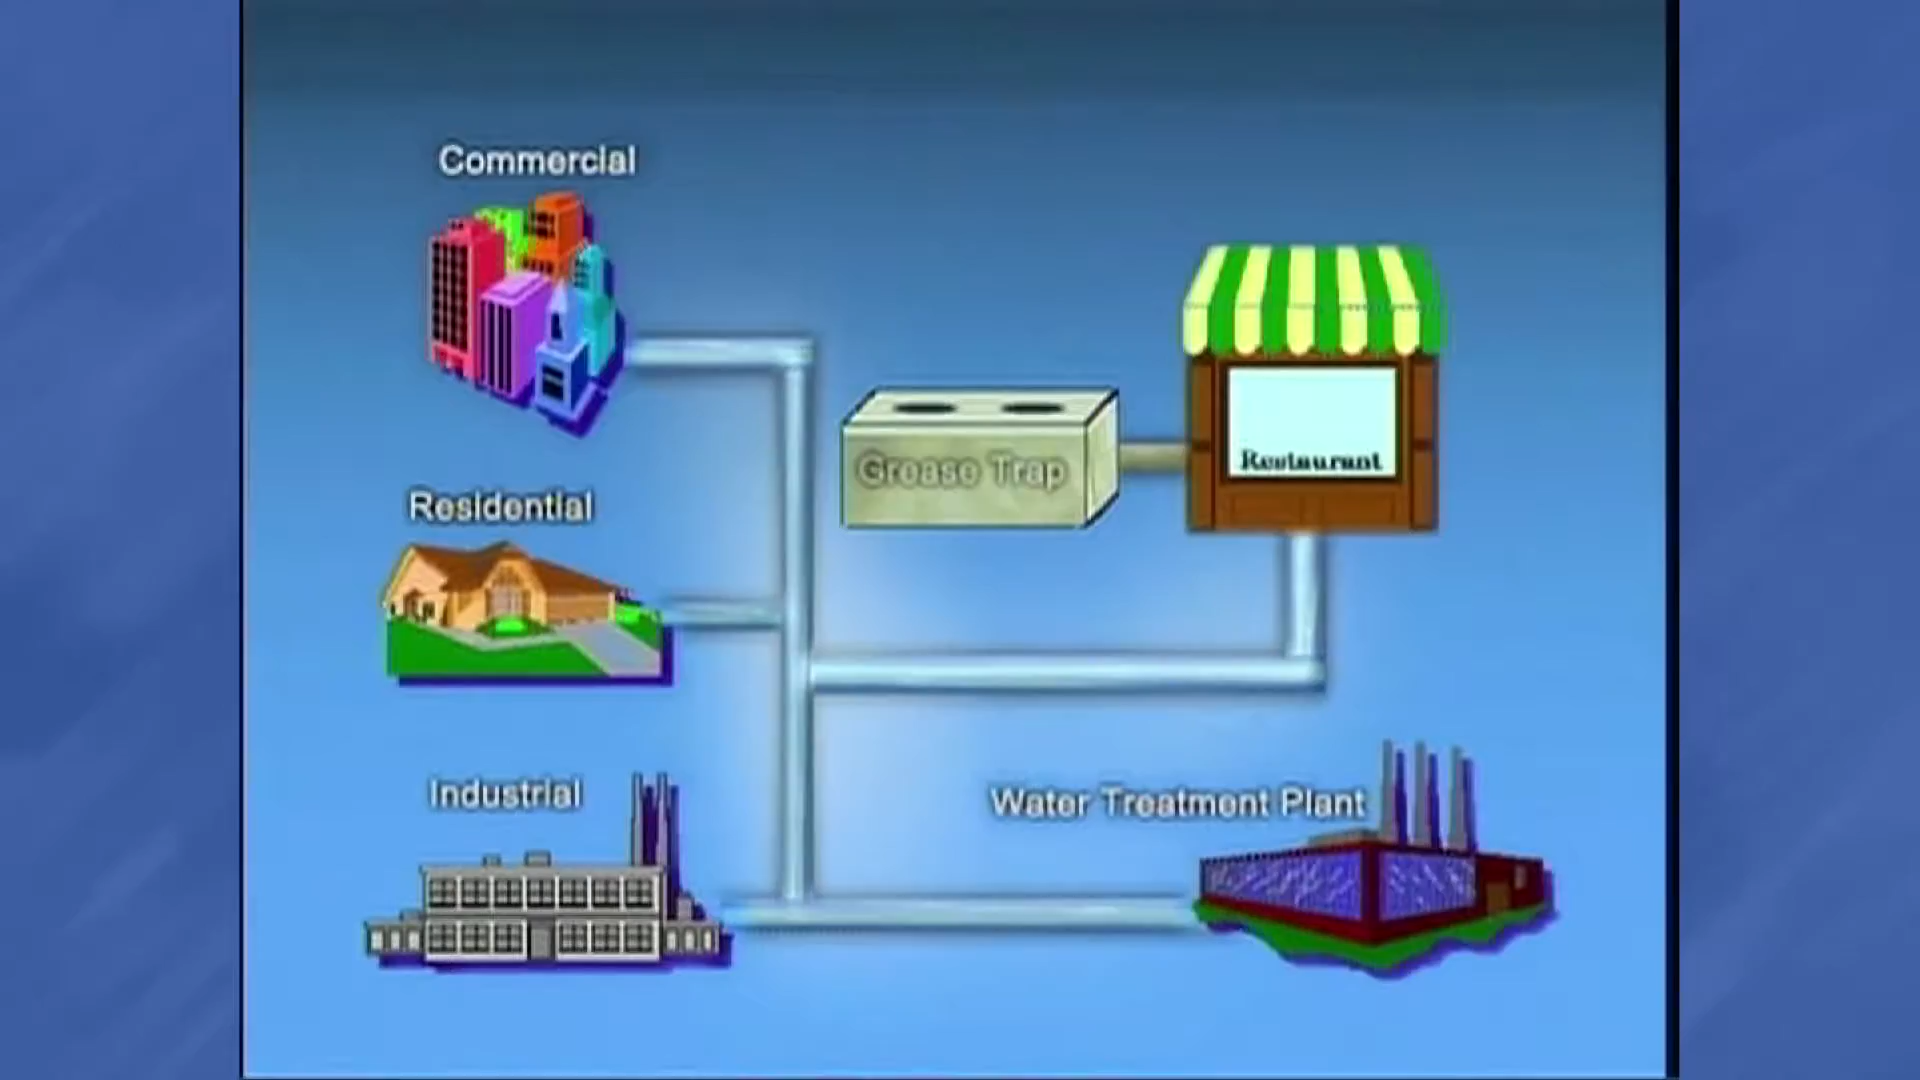 Commercial
Grease Trap
Restaurant
Residential
Industrial
Water Treatment Plant